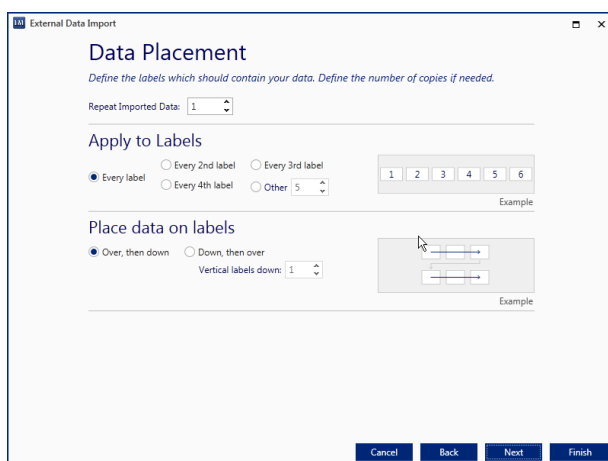 LM External Data Import
Data Placement
Define the labels which should contain your data. Define the number of copies if needed.
Repeat Imported Data: 1
Apply to Labels
Every label
Every 2nd label
Every 3rd label
Every 4th label
Other 5
1 2 3 4 5 6
Example
Place data on labels
Over, then down
Down, then over
Vertical labels down: 1
Example
Cancel Back Next Finish